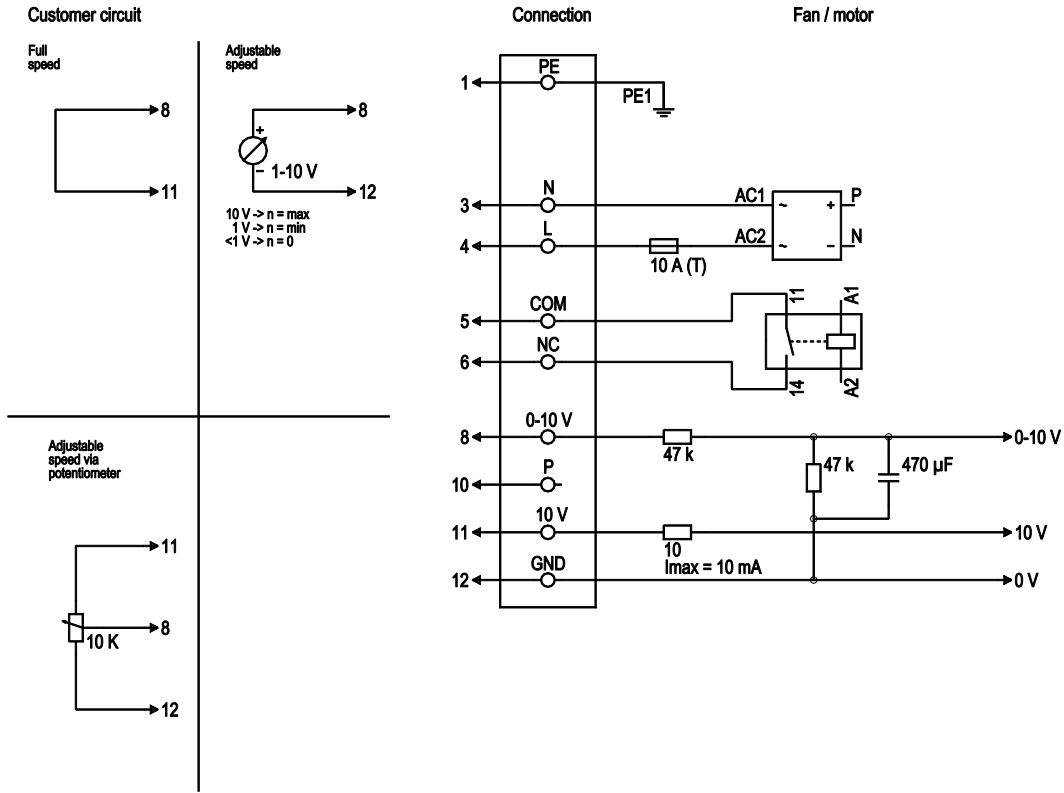 Customer circuit
Connection
Fan / motor
Full
speed
8
11
Adjustable
speed
8
+
–
1-10 V
12
10 V -> n = max
1 V -> n = min
<1 V -> n = 0
Adjustable
speed via
potentiometer
11
8
10 K
12
1
PE
PE1
3
N
AC1
~
+
P
4
L
10 A (T)
AC2
~
–
N
5
COM
11
A1
6
NC
14
A2
8
0-10 V
47 k
47 k
470 µF
0-10 V
10
P
11
10 V
10
Imax = 10 mA
10 V
12
GND
0 V